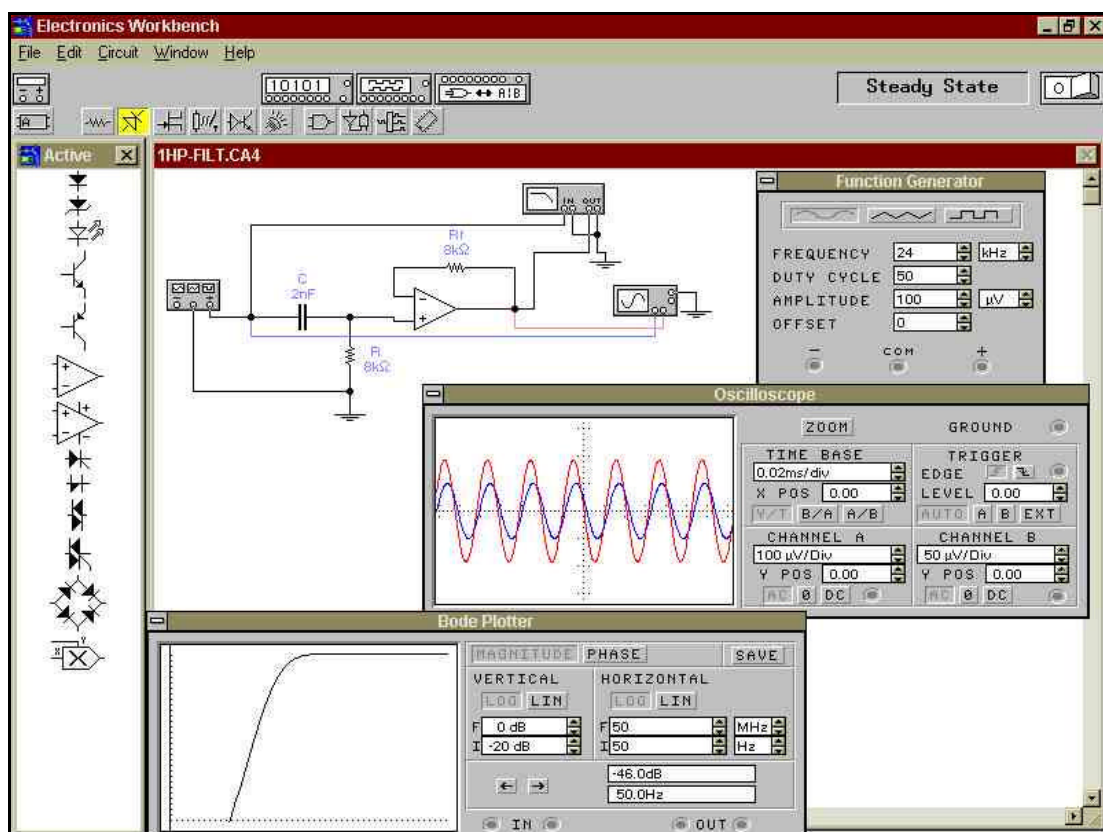 Electronics Workbench
File Edit Circuit Window Help
10101
A|B
Steady State
Active
1HP-FILT.CA4
IN OUT
Rf
8kΩ
C
2nF
R
8kΩ
Function Generator
FREQUENCY 24 kHz
DUTY CYCLE 50
AMPLITUDE 100 µV
OFFSET 0
− COM +
Oscilloscope
ZOOM GROUND
TIME BASE
0.02ms/div
X POS 0.00
Y/T B/A A/B
TRIGGER
EDGE
LEVEL 0.00
AUTO A B EXT
CHANNEL A
100 µV/Div
Y POS 0.00
AC 0 DC
CHANNEL B
50 µV/Div
Y POS 0.00
AC 0 DC
Bode Plotter
MAGNITUDE PHASE SAVE
VERTICAL HORIZONTAL
LOG LIN LOG LIN
F 0 dB F 50 MHz
I -20 dB I 50 Hz
-46.0dB
50.0Hz
IN OUT